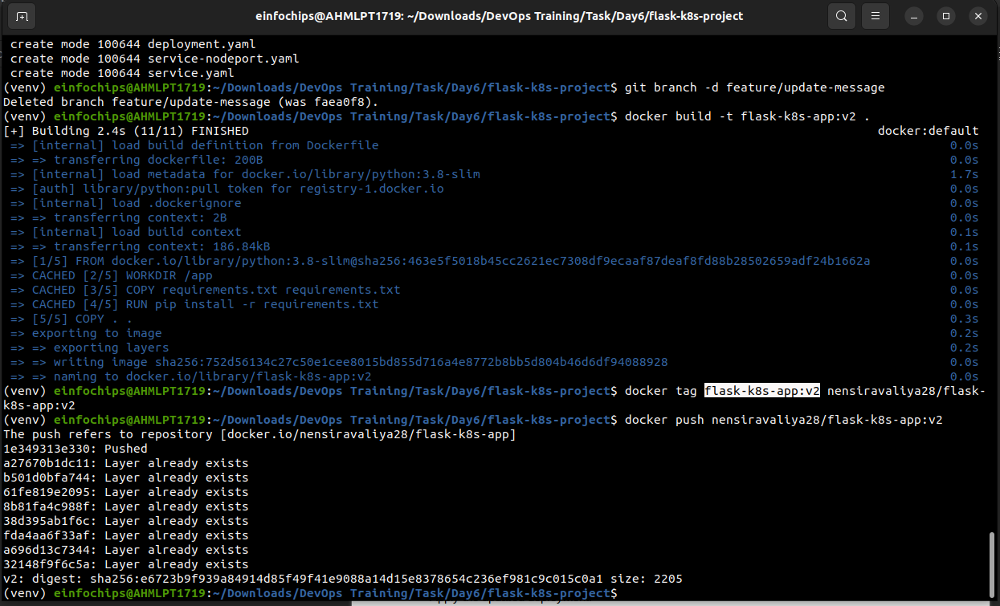 einfochips@AHMLPT1719: ~/Downloads/DevOps Training/Task/Day6/flask-k8s-project
 create mode 100644 deployment.yaml
 create mode 100644 service-nodeport.yaml
 create mode 100644 service.yaml
(venv) einfochips@AHMLPT1719:~/Downloads/DevOps Training/Task/Day6/flask-k8s-project$ git branch -d feature/update-message
Deleted branch feature/update-message (was faea0f8).
(venv) einfochips@AHMLPT1719:~/Downloads/DevOps Training/Task/Day6/flask-k8s-project$ docker build -t flask-k8s-app:v2 .
[+] Building 2.4s (11/11) FINISHED docker:default
 => [internal] load build definition from Dockerfile 0.0s
 => => transferring dockerfile: 200B 0.0s
 => [internal] load metadata for docker.io/library/python:3.8-slim 1.7s
 => [auth] library/python:pull token for registry-1.docker.io 0.0s
 => [internal] load .dockerignore 0.0s
 => => transferring context: 2B 0.0s
 => [internal] load build context 0.1s
 => => transferring context: 186.84kB 0.1s
 => [1/5] FROM docker.io/library/python:3.8-slim@sha256:463e5f5018b45cc2621ec7308df9ecaaf87deaf8fd88b28502659adf24b1662a 0.0s
 => CACHED [2/5] WORKDIR /app 0.0s
 => CACHED [3/5] COPY requirements.txt requirements.txt 0.0s
 => CACHED [4/5] RUN pip install -r requirements.txt 0.0s
 => [5/5] COPY . . 0.3s
 => exporting to image 0.2s
 => => exporting layers 0.2s
 => => writing image sha256:752d56134c27c50e1cee8015bd855d716a4e8772b8bb5d804b46d6df94088928 0.0s
 => => naming to docker.io/library/flask-k8s-app:v2 0.0s
(venv) einfochips@AHMLPT1719:~/Downloads/DevOps Training/Task/Day6/flask-k8s-project$ docker tag flask-k8s-app:v2 nensiravaliya28/flask-
k8s-app:v2
(venv) einfochips@AHMLPT1719:~/Downloads/DevOps Training/Task/Day6/flask-k8s-project$ docker push nensiravaliya28/flask-k8s-app:v2
The push refers to repository [docker.io/nensiravaliya28/flask-k8s-app]
1e349313e330: Pushed
a27670b1dc11: Layer already exists
b501d0bfa744: Layer already exists
61fe819e2095: Layer already exists
8b81fa4c988f: Layer already exists
38d395ab1f6c: Layer already exists
fda4aa6f33af: Layer already exists
a696d13c7344: Layer already exists
32148f9f6c5a: Layer already exists
v2: digest: sha256:e6723b9f939a84914d85f49f41e9088a14d15e8378654c236ef981c9c015c0a1 size: 2205
(venv) einfochips@AHMLPT1719:~/Downloads/DevOps Training/Task/Day6/flask-k8s-project$